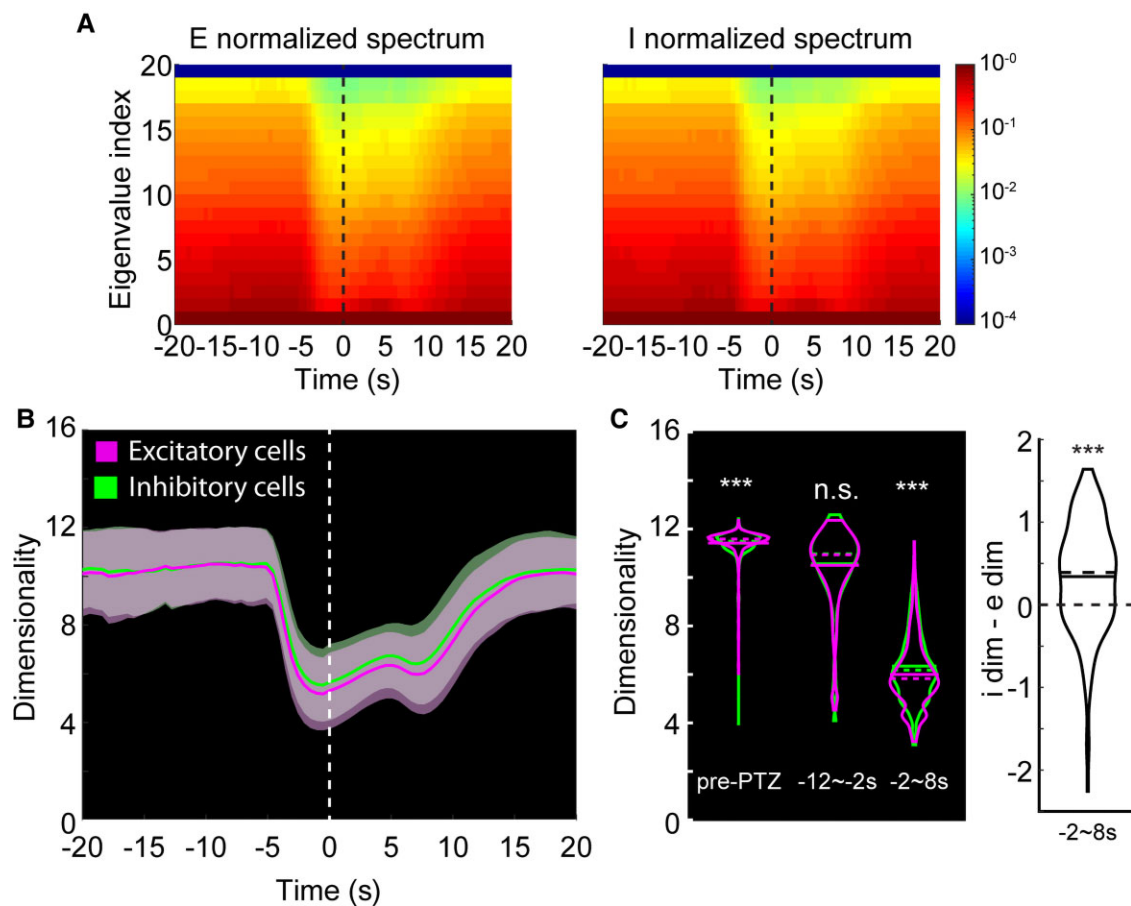 A
E normalized spectrum
I normalized spectrum
Eigenvalue index
20
15
10
5
0
-20 -15 -10 -5 0 5 10 15 20
Time (s)
-20 -15 -10 -5 0 5 10 15 20
Time (s)
10^-0
10^-1
10^-2
10^-3
10^-4
B
Dimensionality
16
12
8
4
0
Excitatory cells
Inhibitory cells
-20 -15 -10 -5 0 5 10 15 20
Time (s)
C
Dimensionality
16
12
8
4
0
*** n.s. ***
pre-PTZ -12~-2s -2~8s
i dim - e dim
2
1
0
-1
-2
***
-2~8s